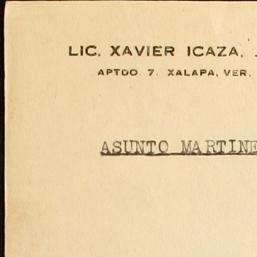 LIC. XAVIER ICAZA,
APTDO. 7. XALAPA, VER.
ASUNTO MARTINE